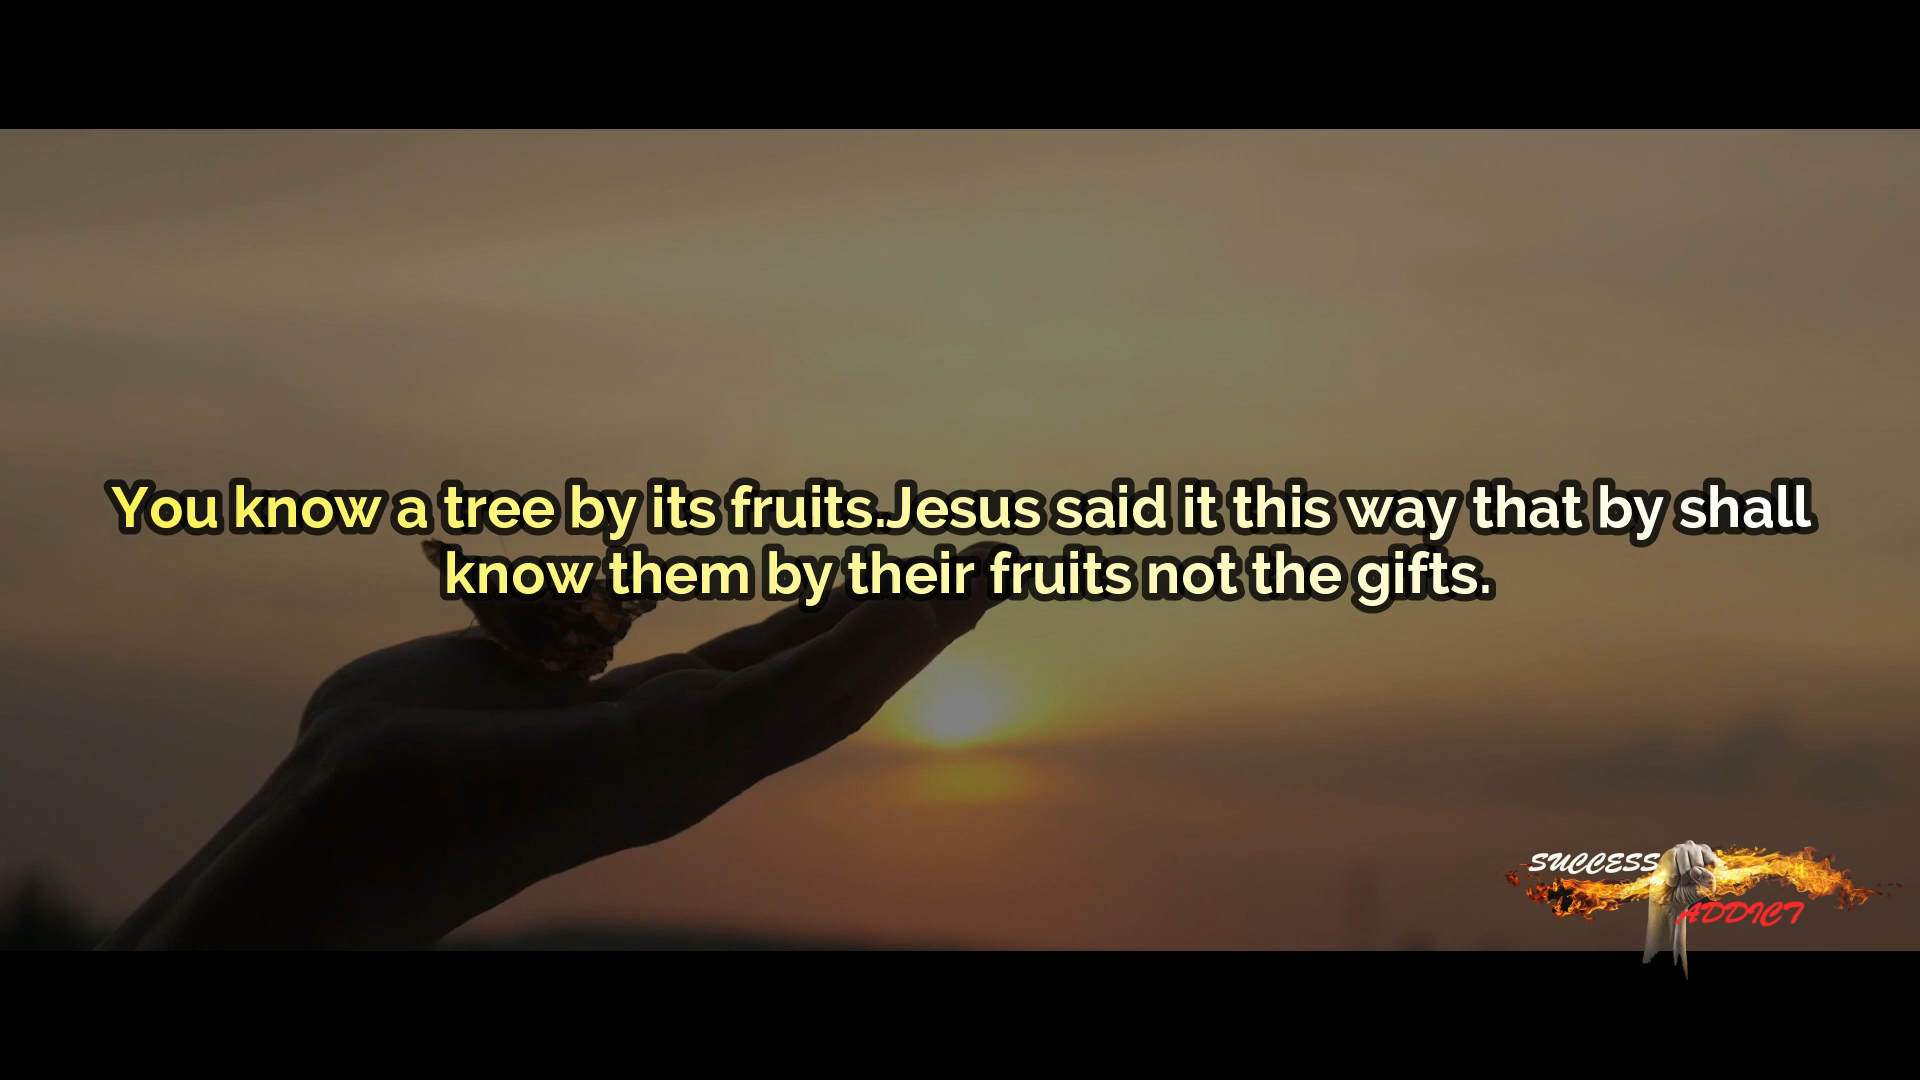 You know a tree by its fruits.Jesus said it this way that by shall
know them by their fruits not the gifts.
SUCCESS
ADDICT